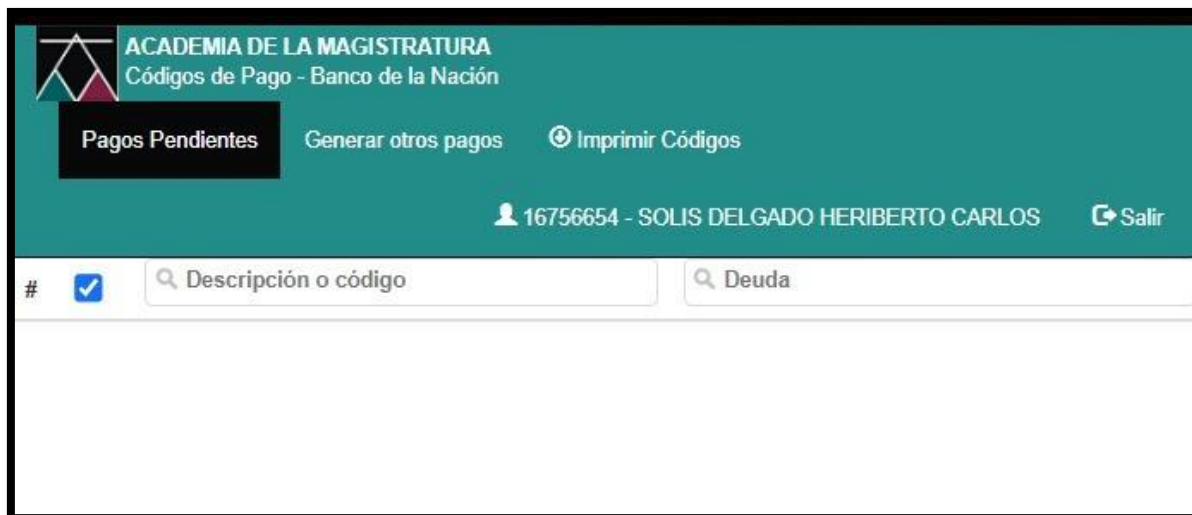 ACADEMIA DE LA MAGISTRATURA
Códigos de Pago - Banco de la Nación
Pagos Pendientes Generar otros pagos Imprimir Códigos
16756654 - SOLIS DELGADO HERIBERTO CARLOS Salir
# Descripción o código Deuda